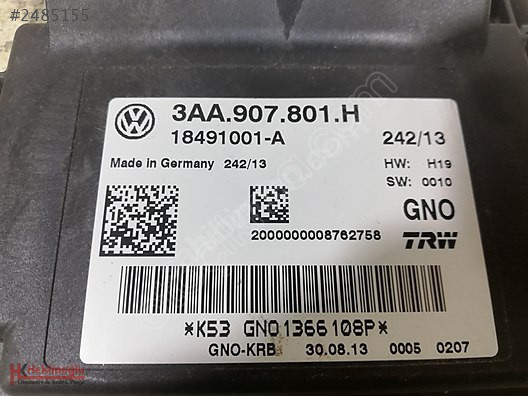 #2485155
3AA.907.801.H
18491001-A 242/13
Made in Germany 242/13 HW: H19
SW: 0010
GNO
2000000008762758 TRW
*K53 GNO1366108P*
GNO-KRB 30.08.13 0005 0207